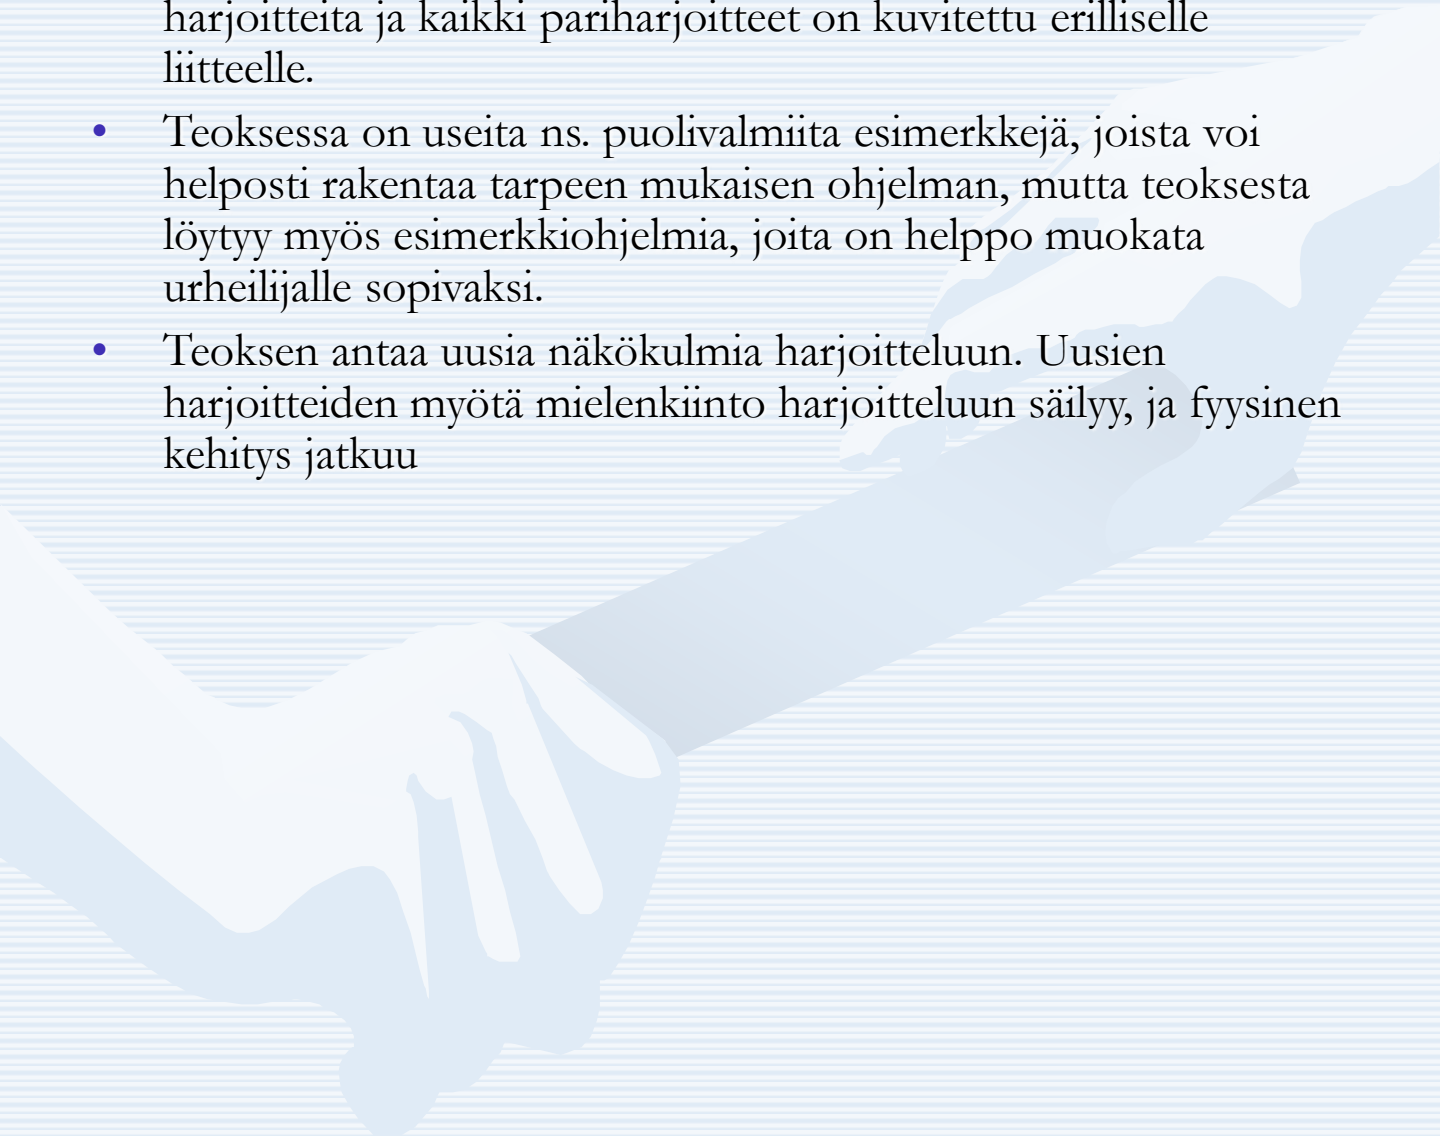 harjoitteita ja kaikki pariharjoitteet on kuvitettu erilliselle
liitteelle.
• Teoksessa on useita ns. puolivalmiita esimerkkejä, joista voi
helposti rakentaa tarpeen mukaisen ohjelman, mutta teoksesta
löytyy myös esimerkkiohjelmia, joita on helppo muokata
urheilijalle sopivaksi.
• Teoksen antaa uusia näkökulmia harjoitteluun. Uusien
harjoitteiden myötä mielenkiinto harjoitteluun säilyy, ja fyysinen
kehitys jatkuu